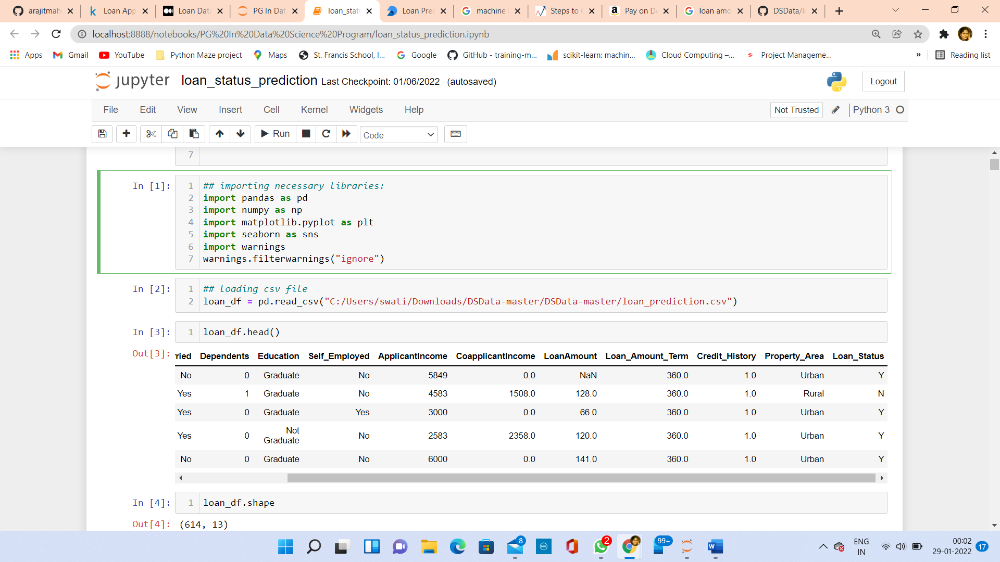 arajitmah
Loan App
Loan Data
PG In Dat
loan_stat
Loan Pred
machine
Steps to
Pay on De
loan amo
DSData/l
localhost:8888/notebooks/PG%20In%20Data%20Science%20Program/loan_status_prediction.ipynb
Apps
Gmail
YouTube
Python Maze project
Maps
St. Francis School, I...
Google
GitHub - training-m...
scikit-learn: machin...
Cloud Computing –...
Project Manageme...
»
Reading list
jupyter loan_status_prediction Last Checkpoint: 01/06/2022 (autosaved)
Logout
File Edit View Insert Cell Kernel Widgets Help
Not Trusted
Python 3
Run
Code
7
In [1]:
1 ## importing necessary libraries:
2 import pandas as pd
3 import numpy as np
4 import matplotlib.pyplot as plt
5 import seaborn as sns
6 import warnings
7 warnings.filterwarnings("ignore")
In [2]:
1 ## loading csv file
2 loan_df = pd.read_csv("C:/Users/swati/Downloads/DSData-master/DSData-master/loan_prediction.csv")
In [3]:
1 loan_df.head()
Out[3]:
rried Dependents Education Self_Employed ApplicantIncome CoapplicantIncome LoanAmount Loan_Amount_Term Credit_History Property_Area Loan_Status
No 0 Graduate No 5849 0.0 NaN 360.0 1.0 Urban Y
Yes 1 Graduate No 4583 1508.0 128.0 360.0 1.0 Rural N
Yes 0 Graduate Yes 3000 0.0 66.0 360.0 1.0 Urban Y
Yes 0 Not Graduate No 2583 2358.0 120.0 360.0 1.0 Urban Y
No 0 Graduate No 6000 0.0 141.0 360.0 1.0 Urban Y
In [4]:
1 loan_df.shape
Out[4]: (614, 13)
8
2
99+
ENG
IN
00:02
29-01-2022
17